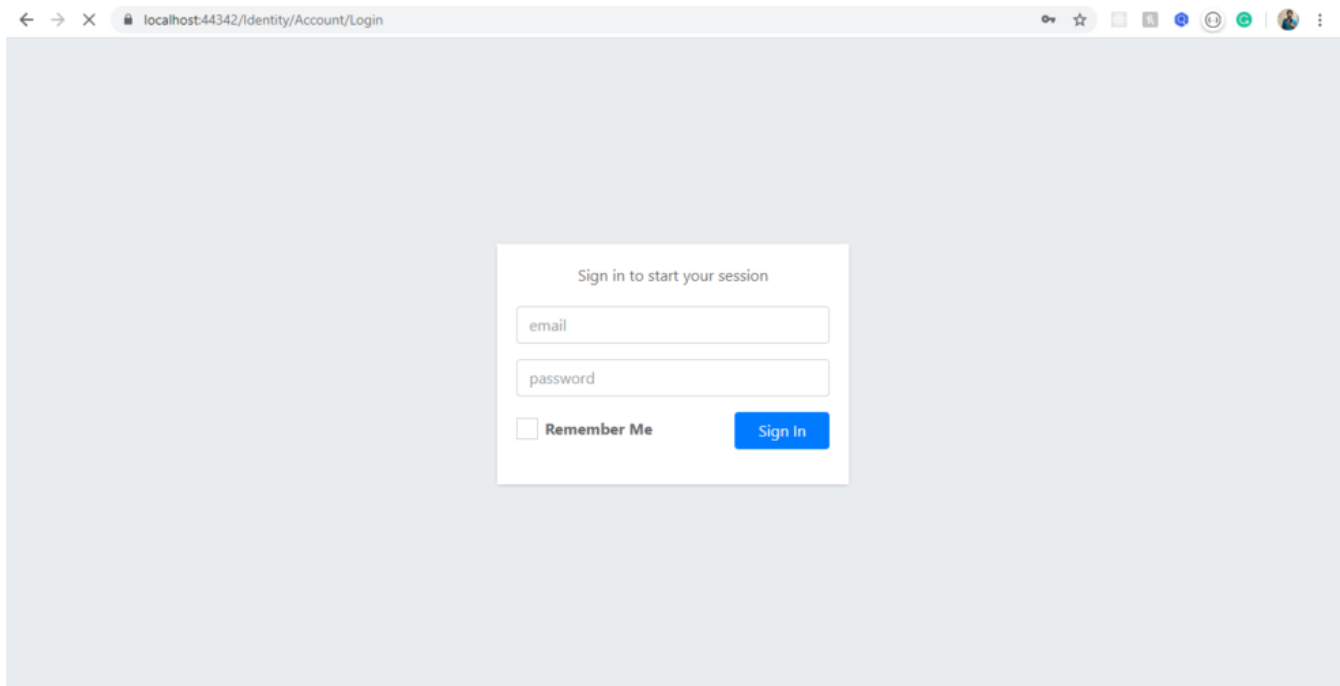 localhost:44342/Identity/Account/Login
Sign in to start your session
email
password
Remember Me
Sign In